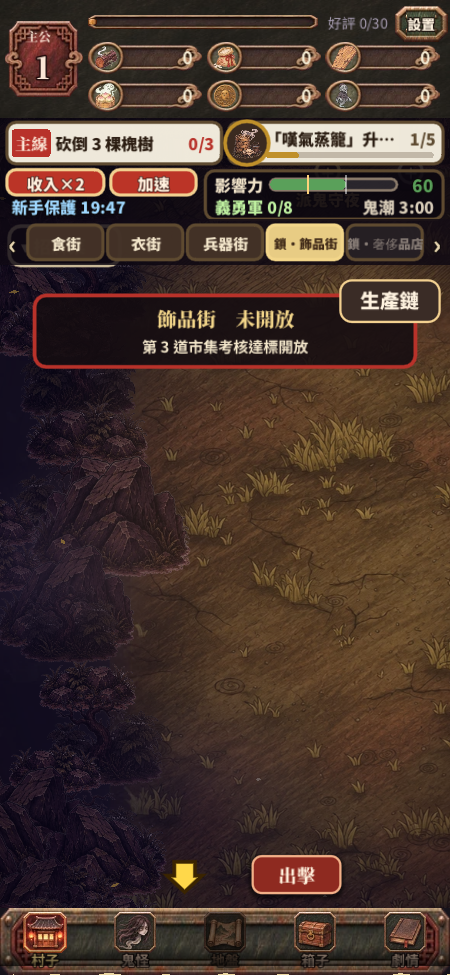 主公
1
好評 0/30
設置
0
0
0
0
0
0
主線 砍倒 3 棵槐樹 0/3
「嘆氣蒸籠」升… 1/5
收入×2
加速
影響力 60
新手保護 19:47
義勇軍 0/8
鬼潮 3:00
‹
食街
衣街
兵器街
鎖・飾品街
鎖・奢侈品店
›
生產鏈
飾品街 未開放
第 3 道市集考核達標開放
出擊
村子
鬼怪
地盤
箱子
劇情